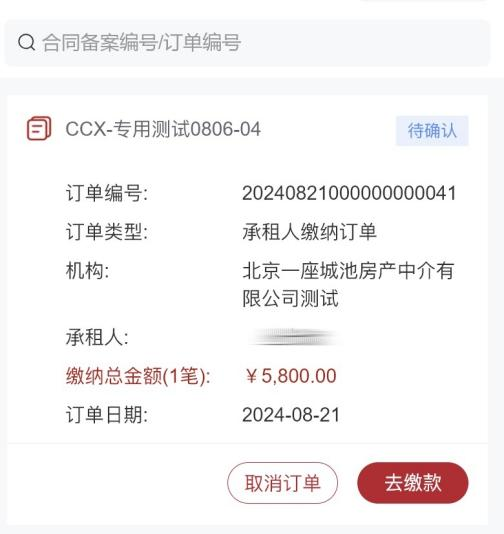 合同备案编号/订单编号
CCX-专用测试0806-04
待确认
订单编号: 20240821000000000041
订单类型: 承租人缴纳订单
机构: 北京一座城池房产中介有
限公司测试
承租人:
缴纳总金额(1笔): ￥5,800.00
订单日期: 2024-08-21
取消订单 去缴款